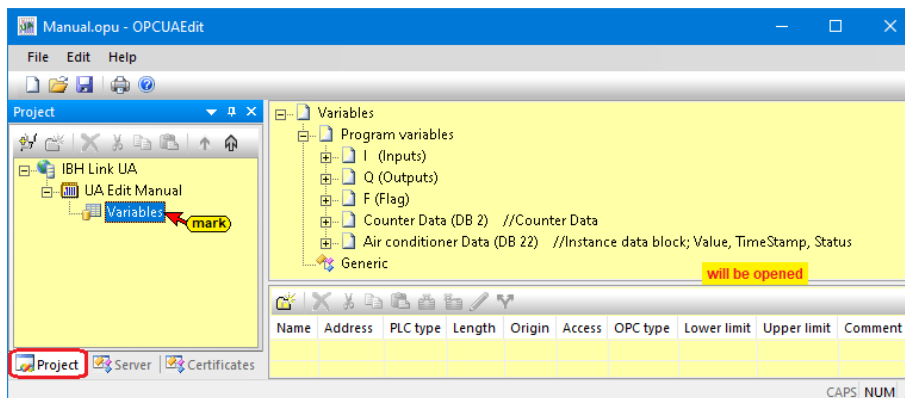 Manual.opu - OPCUAEdit
File Edit Help
Project
IBH Link UA
UA Edit Manual
Variables
mark
Project Server Certificates
Variables
Program variables
I (Inputs)
Q (Outputs)
F (Flag)
Counter Data (DB 2) //Counter Data
Air conditioner Data (DB 22) //Instance data block; Value, TimeStamp, Status
Generic
will be opened
Name Address PLC type Length Origin Access OPC type Lower limit Upper limit Comment
CAPS NUM